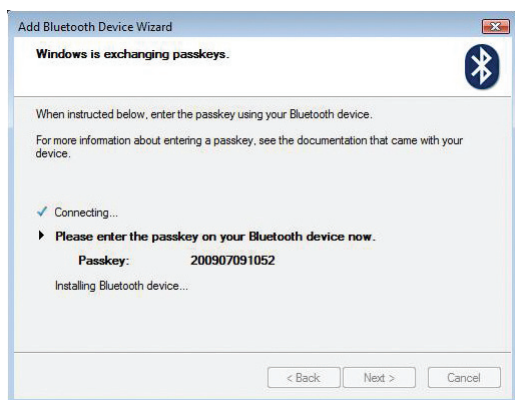 Add Bluetooth Device Wizard
Windows is exchanging passkeys.
When instructed below, enter the passkey using your Bluetooth device.
For more information about entering a passkey, see the documentation that came with your
device.
Connecting...
Please enter the passkey on your Bluetooth device now.
Passkey: 200907091052
Installing Bluetooth device...
< Back Next > Cancel